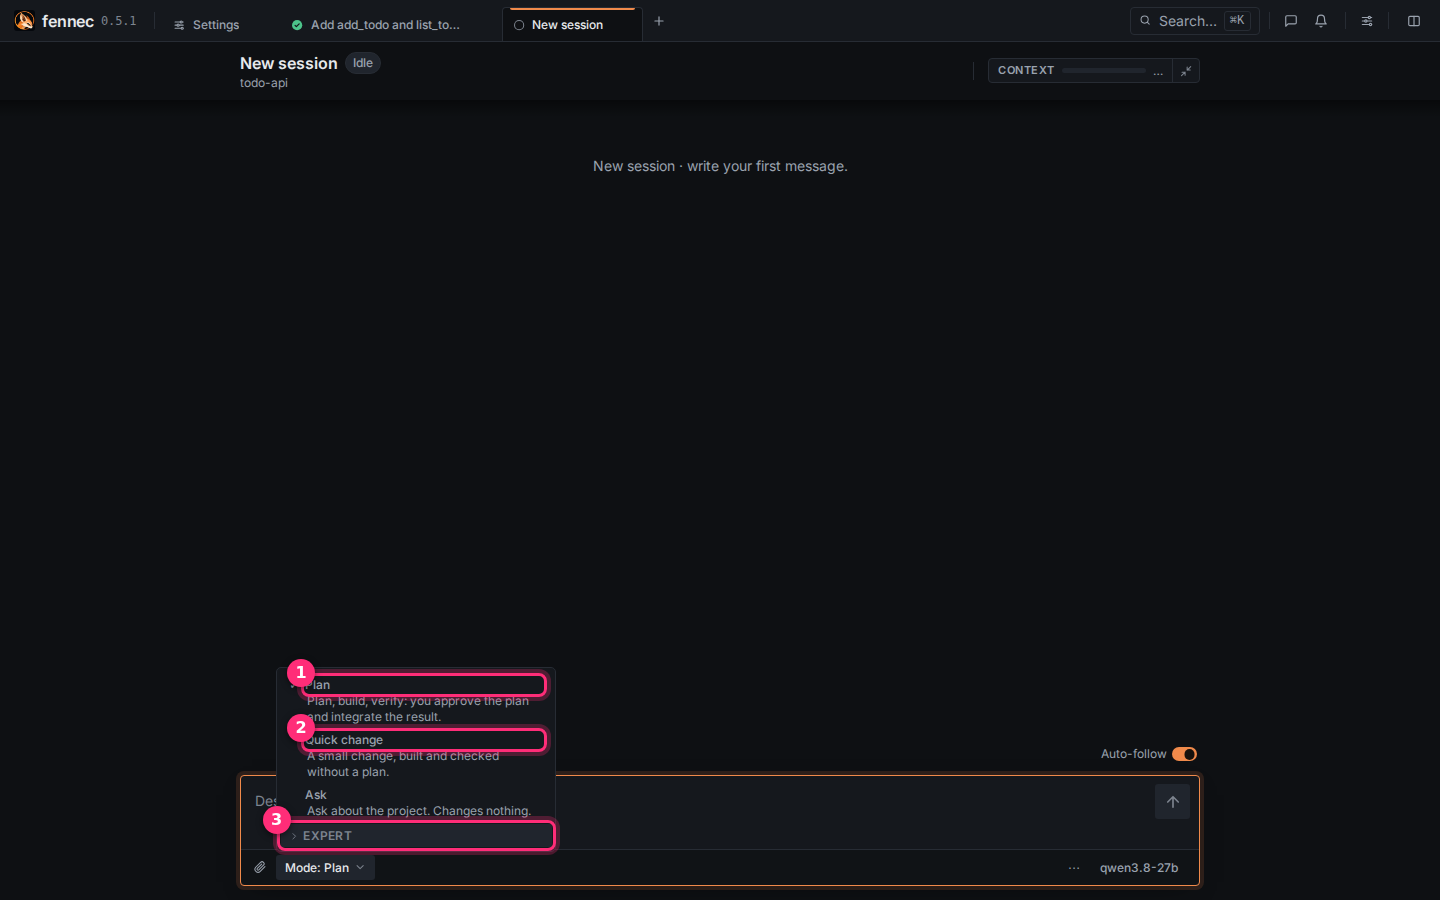 fennec 0.5.1
Settings
Add add_todo and list_to...
New session
Search... ⌘K
New session Idle
todo-api
CONTEXT ...
New session · write your first message.
1
Plan
Plan, build, verify: you approve the plan
and integrate the result.
2
Quick change
A small change, built and checked
without a plan.
Ask
Ask about the project. Changes nothing.
3
EXPERT
Auto-follow
Des
Mode: Plan
... qwen3.8-27b